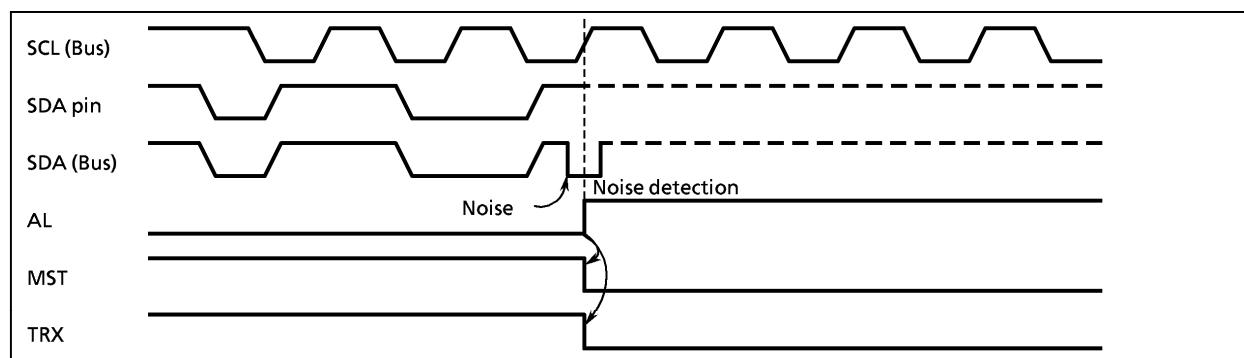 SCL (Bus)
SDA pin
SDA (Bus)
Noise detection
Noise
AL
MST
TRX